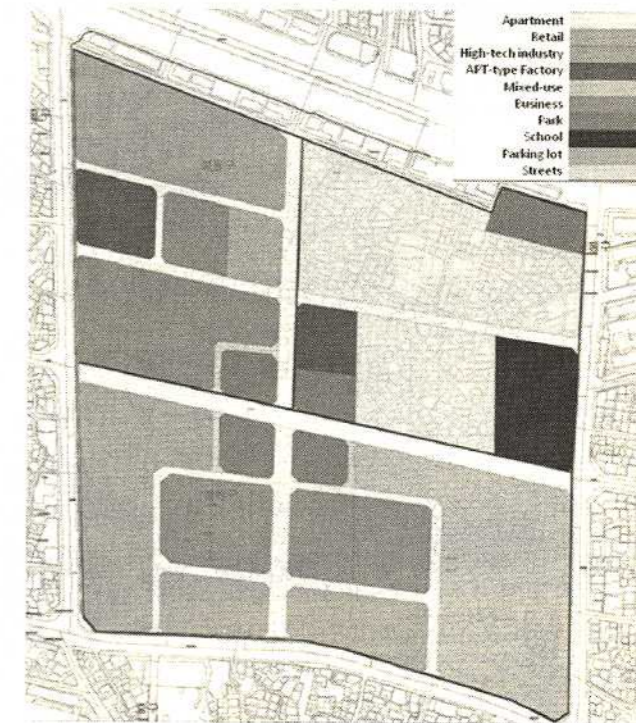 Apartment
Retail
High-tech industry
APT-type Factory
Mixed-use
Business
Park
School
Parking lot
Streets